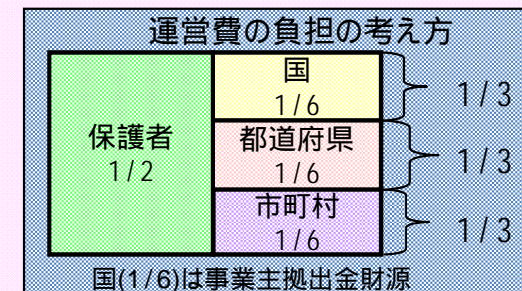 運営費の負担の考え方
保護者
1/2
国
1/6
1/3
都道府県
1/6
1/3
市町村
1/6
1/3
国(1/6)は事業主拠出金財源